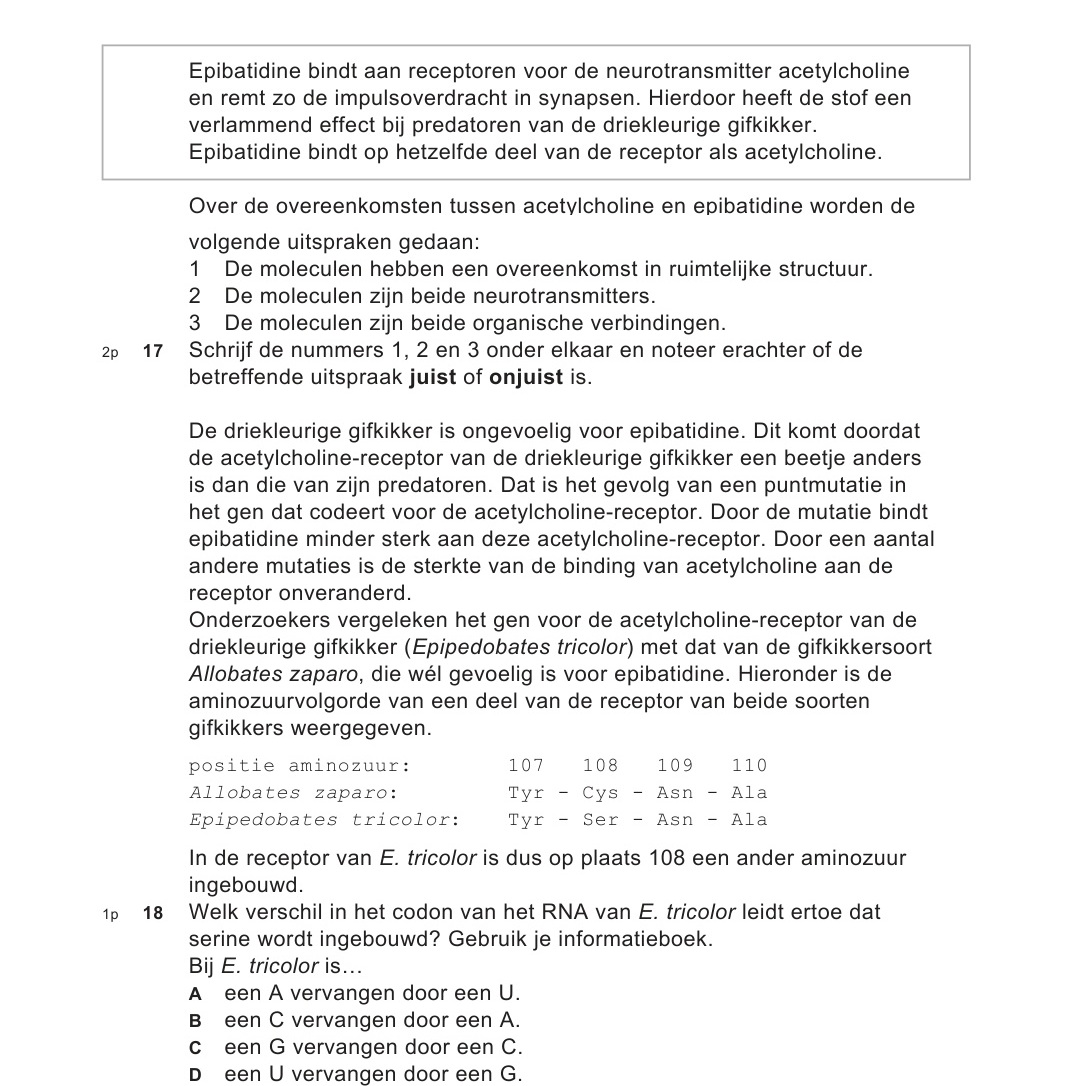 Epibatidine bindt aan receptoren voor de neurotransmitter acetylcholine
en remt zo de impulsoverdracht in synapsen. Hierdoor heeft de stof een
verlammend effect bij predatoren van de driekleurige gifkikker.
Epibatidine bindt op hetzelfde deel van de receptor als acetylcholine.
Over de overeenkomsten tussen acetylcholine en epibatidine worden de
volgende uitspraken gedaan:
1 De moleculen hebben een overeenkomst in ruimtelijke structuur.
2 De moleculen zijn beide neurotransmitters.
3 De moleculen zijn beide organische verbindingen.
2p 17 Schrijf de nummers 1, 2 en 3 onder elkaar en noteer erachter of de
betreffende uitspraak juist of onjuist is.
De driekleurige gifkikker is ongevoelig voor epibatidine. Dit komt doordat
de acetylcholine-receptor van de driekleurige gifkikker een beetje anders
is dan die van zijn predatoren. Dat is het gevolg van een puntmutatie in
het gen dat codeert voor de acetylcholine-receptor. Door de mutatie bindt
epibatidine minder sterk aan deze acetylcholine-receptor. Door een aantal
andere mutaties is de sterkte van de binding van acetylcholine aan de
receptor onveranderd.
Onderzoekers vergeleken het gen voor de acetylcholine-receptor van de
driekleurige gifkikker (Epipedobates tricolor) met dat van de gifkikkersoort
Allobates zaparo, die wél gevoelig is voor epibatidine. Hieronder is de
aminozuurvolgorde van een deel van de receptor van beide soorten
gifkikkers weergegeven.
positie aminozuur: 107 108 109 110
Allobates zaparo: Tyr - Cys - Asn - Ala
Epipedobates tricolor: Tyr - Ser - Asn - Ala
In de receptor van E. tricolor is dus op plaats 108 een ander aminozuur
ingebouwd.
1p 18 Welk verschil in het codon van het RNA van E. tricolor leidt ertoe dat
serine wordt ingebouwd? Gebruik je informatieboek.
Bij E. tricolor is…
A een A vervangen door een U.
B een C vervangen door een A.
C een G vervangen door een C.
D een U vervangen door een G.